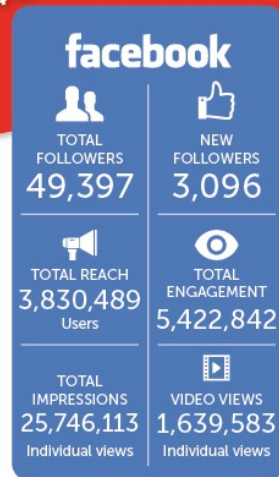 facebook
TOTAL
FOLLOWERS
49,397
NEW
FOLLOWERS
3,096
TOTAL REACH
3,830,489
Users
TOTAL
ENGAGEMENT
5,422,842
TOTAL
IMPRESSIONS
25,746,113
Individual views
VIDEO VIEWS
1,639,583
Individual views